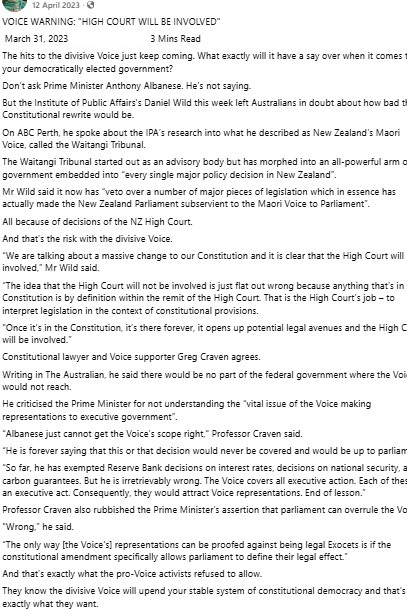 12 April 2023 ·
VOICE WARNING: "HIGH COURT WILL BE INVOLVED"
March 31, 2023 3 Mins Read
The hits to the divisive Voice just keep coming. What exactly will it have a say over when it comes t
your democratically elected government?
Don't ask Prime Minister Anthony Albanese. He's not saying.
But the Institute of Public Affairs's Daniel Wild this week left Australians in doubt about how bad th
Constitutional rewrite would be.
On ABC Perth, he spoke about the IPA's research into what he described as New Zealand's Maori
Voice, called the Waitangi Tribunal.
The Waitangi Tribunal started out as an advisory body but has morphed into an all-powerful arm o
government embedded into "every single major policy decision in New Zealand".
Mr Wild said it now has "veto over a number of major pieces of legislation which in essence has
actually made the New Zealand Parliament subservient to the Maori Voice to Parliament".
All because of decisions of the NZ High Court.
And that's the risk with the divisive Voice.
"We are talking about a massive change to our Constitution and it is clear that the High Court will
involved," Mr Wild said.
"The idea that the High Court will not be involved is just flat out wrong because anything that's in
Constitution is by definition within the remit of the High Court. That is the High Court's job – to
interpret legislation in the context of constitutional provisions.
"Once it's in the Constitution, it's there forever, it opens up potential legal avenues and the High C
will be involved."
Constitutional lawyer and Voice supporter Greg Craven agrees.
Writing in The Australian, he said there would be no part of the federal government where the Voi
would not reach.
He criticised the Prime Minister for not understanding the "vital issue of the Voice making
representations to executive government".
"Albanese just cannot get the Voice's scope right," Professor Craven said.
"He is forever saying that this or that decision would never be covered and would be up to parliam
"So far, he has exempted Reserve Bank decisions on interest rates, decisions on national security, a
carbon guarantees. But he is irretrievably wrong. The Voice covers all executive action. Each of thes
an executive act. Consequently, they would attract Voice representations. End of lesson."
Professor Craven also rubbished the Prime Minister's assertion that parliament can overrule the Vo
"Wrong," he said.
"The only way [the Voice's] representations can be proofed against being legal Exocets is if the
constitutional amendment specifically allows parliament to define their legal effect."
And that's exactly what the pro-Voice activists refused to allow.
They know the divisive Voice will upend your stable system of constitutional democracy and that's
exactly what they want.